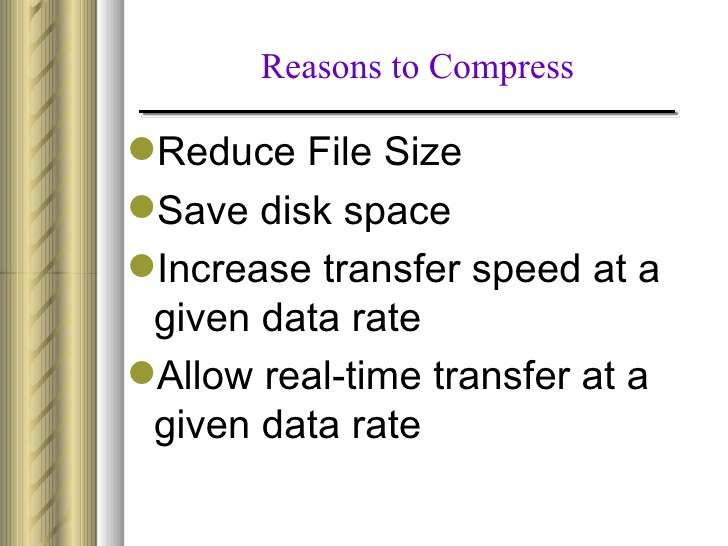 Reasons to Compress
Reduce File Size
Save disk space
Increase transfer speed at a
given data rate
Allow real-time transfer at a
given data rate